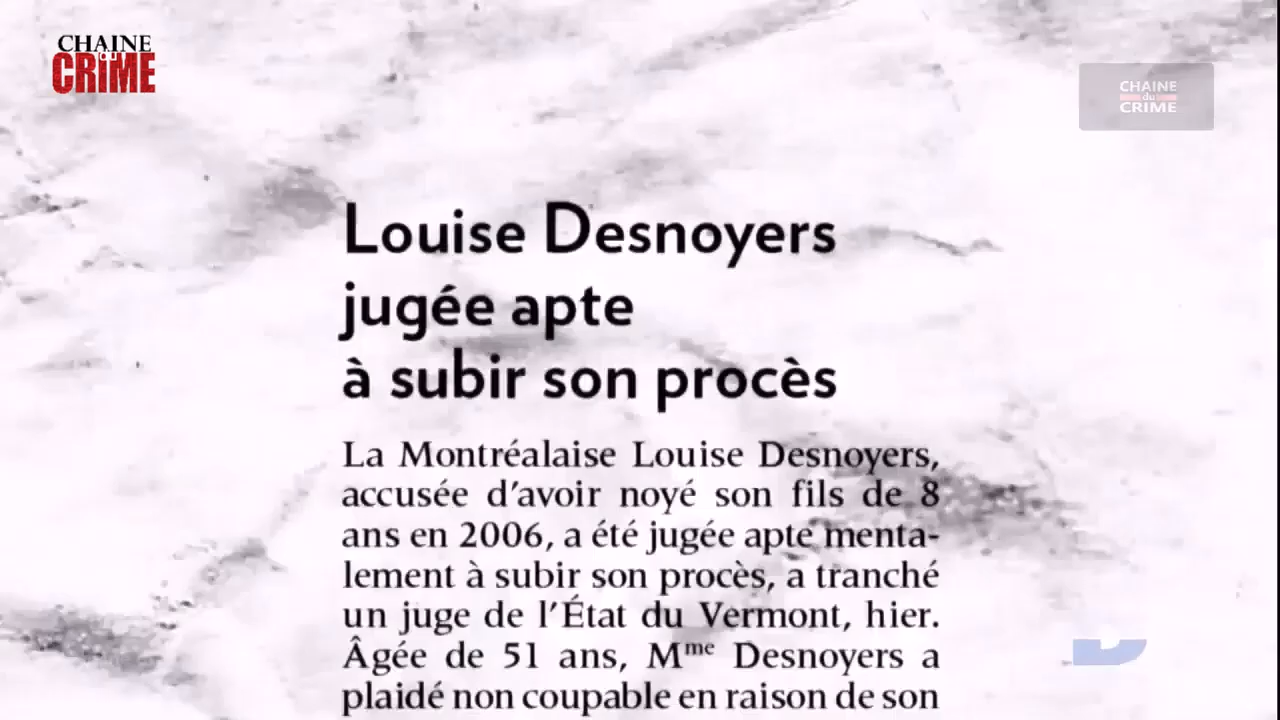 CHAINE
du
CRIME
CHAINE
du
CRIME
Louise Desnoyers
jugée apte
à subir son procès
La Montréalaise Louise Desnoyers,
accusée d’avoir noyé son fils de 8
ans en 2006, a été jugée apte menta-
lement à subir son procès, a tranché
un juge de l’État du Vermont, hier.
Âgée de 51 ans, Mme Desnoyers a
plaidé non coupable en raison de son